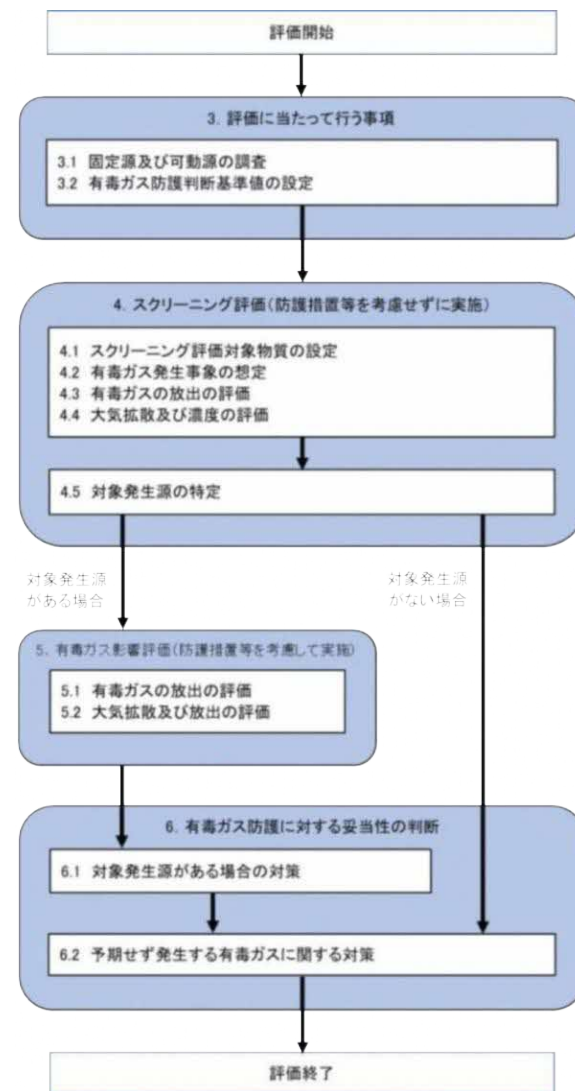 評価開始
3. 評価に当たって行う事項
3.1 固定源及び可動源の調査
3.2 有毒ガス防護判断基準値の設定
4. スクリーニング評価(防護措置等を考慮せずに実施)
4.1 スクリーニング評価対象物質の設定
4.2 有毒ガス発生事象の想定
4.3 有毒ガスの放出の評価
4.4 大気拡散及び濃度の評価
4.5 対象発生源の特定
対象発生源
がある場合
対象発生源
がない場合
5. 有毒ガス影響評価(防護措置等を考慮して実施)
5.1 有毒ガスの放出の評価
5.2 大気拡散及び放出の評価
6. 有毒ガス防護に対する妥当性の判断
6.1 対象発生源がある場合の対策
6.2 予期せず発生する有毒ガスに関する対策
評価終了